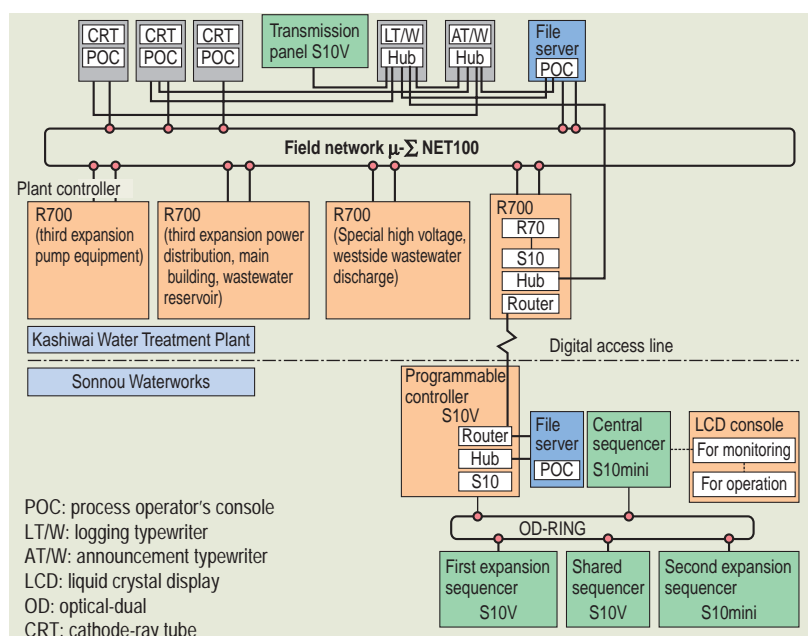 CRT
POC
CRT
POC
CRT
POC
Transmission
panel S10V
LT/W
Hub
AT/W
Hub
File
server
POC
Field network μ-Σ NET100
Plant controller
R700
(third expansion
pump equipment)
R700
(third expansion power
distribution, main
building, wastewater
reservoir)
R700
(Special high voltage,
westside wastewater
discharge)
R700
R70
S10
Hub
Router
Kashiwai Water Treatment Plant
Digital access line
Sonnou Waterworks
Programmable
controller
S10V
Router
Hub
S10
File
server
POC
Central
sequencer
S10mini
LCD console
For monitoring
For operation
OD-RING
First expansion
sequencer
S10V
Shared
sequencer
S10V
Second expansion
sequencer
S10mini
POC: process operator's console
LT/W: logging typewriter
AT/W: announcement typewriter
LCD: liquid crystal display
OD: optical-dual
CRT: cathode-ray tube